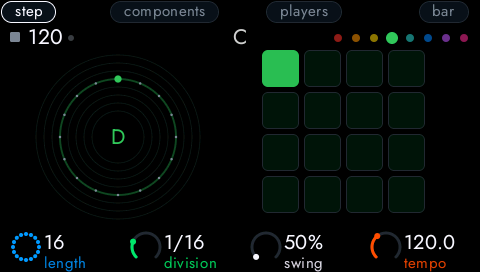 step components players bar
120 C
D
16 1/16 50% 120.0
length division swing tempo